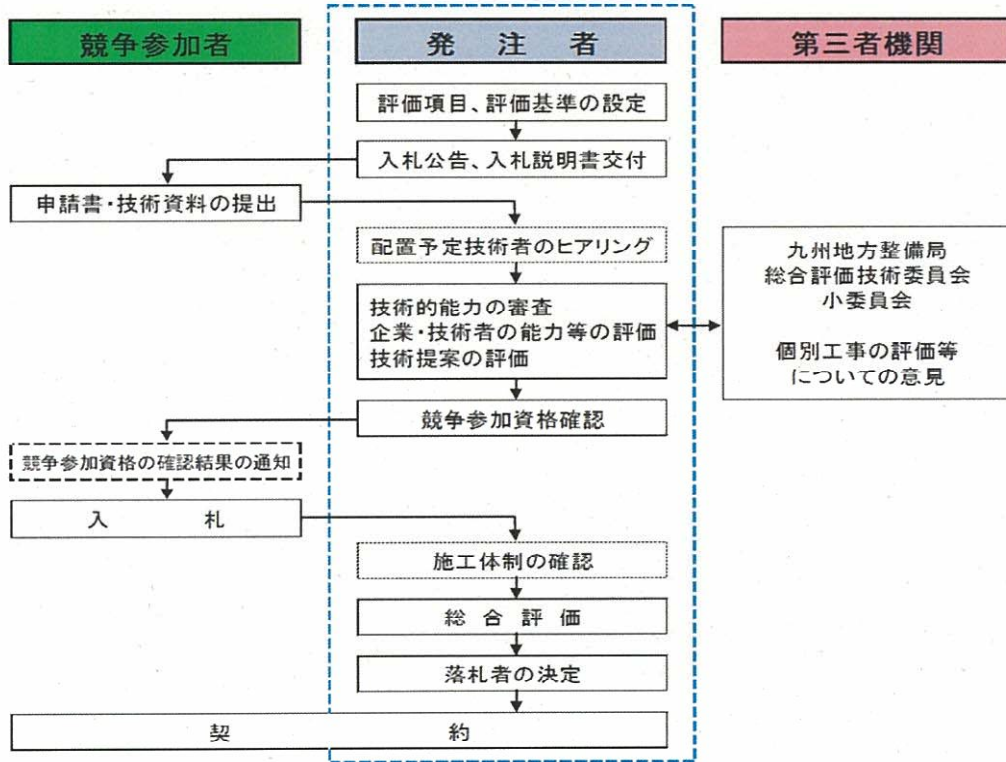 競争参加者
発注者
第三者機関
評価項目、評価基準の設定
入札公告、入札説明書交付
申請書・技術資料の提出
配置予定技術者のヒアリング
技術的能力の審査
企業・技術者の能力等の評価
技術提案の評価
九州地方整備局
総合評価技術委員会
小委員会
個別工事の評価等
についての意見
競争参加資格確認
競争参加資格の確認結果の通知
入札
施工体制の確認
総合評価
落札者の決定
契約